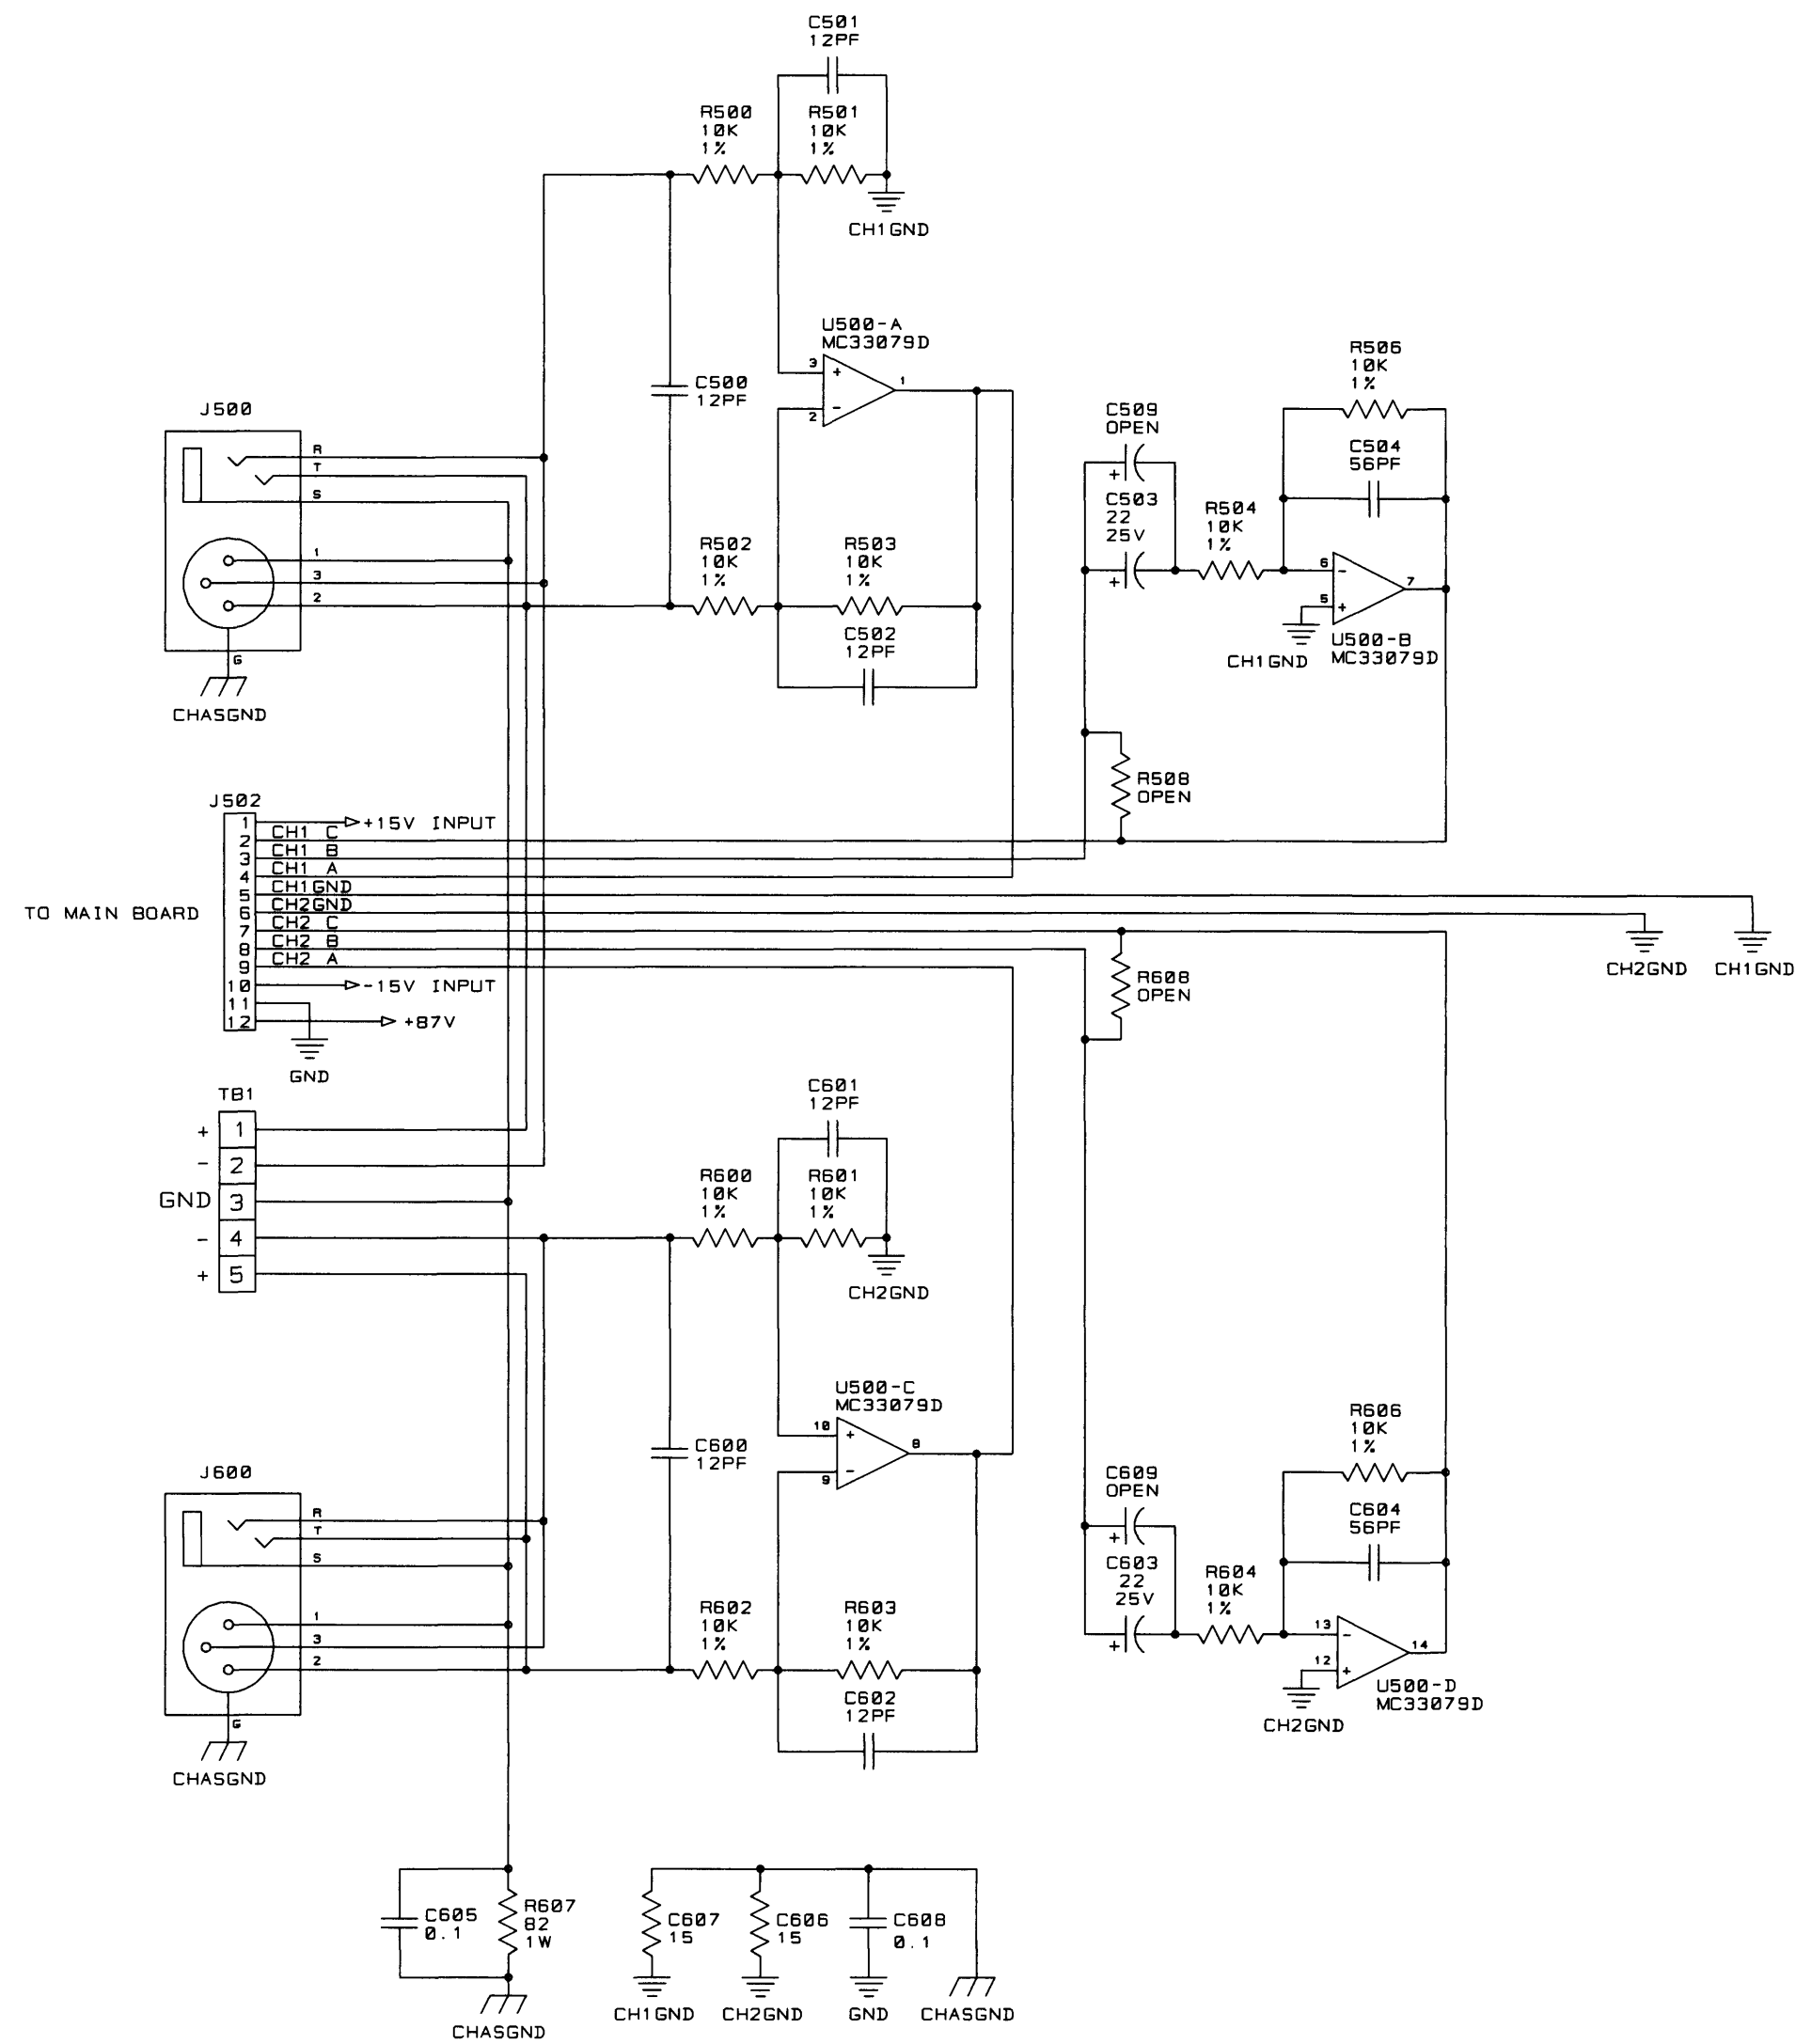 C501
12PF
R500
10K
1%
R501
10K
1%
CH1GND
U500-A
MC33079D
3
+
1
-
2
C500
12PF
R506
10K
1%
C504
56PF
C509
OPEN
+
C503
22
25V
+
R504
10K
1%
6
-
7
5
+
U500-B
MC33079D
CH1GND
J500
R
T
S
1
3
2
G
CHASGND
R502
10K
1%
R503
10K
1%
C502
12PF
R508
OPEN
J502
1
+15V INPUT
2
CH1 C
3
CH1 B
4
CH1 A
5
CH1GND
6
CH2GND
7
CH2 C
8
CH2 B
9
CH2 A
10
-15V INPUT
11
12
+87V
GND
TO MAIN BOARD
CH2GND
CH1GND
R608
OPEN
TB1
+ 1
- 2
GND 3
- 4
+ 5
C601
12PF
R600
10K
1%
R601
10K
1%
CH2GND
U500-C
MC33079D
10
+
8
-
9
C600
12PF
R606
10K
1%
C604
56PF
C609
OPEN
+
C603
22
25V
+
R604
10K
1%
13
-
14
12
+
U500-D
MC33079D
CH2GND
J600
R
T
S
1
3
2
G
CHASGND
R602
10K
1%
R603
10K
1%
C602
12PF
C605
0.1
R607
82
1W
CHASGND
C607
15
C606
15
C608
0.1
CH1GND
CH2GND
GND
CHASGND